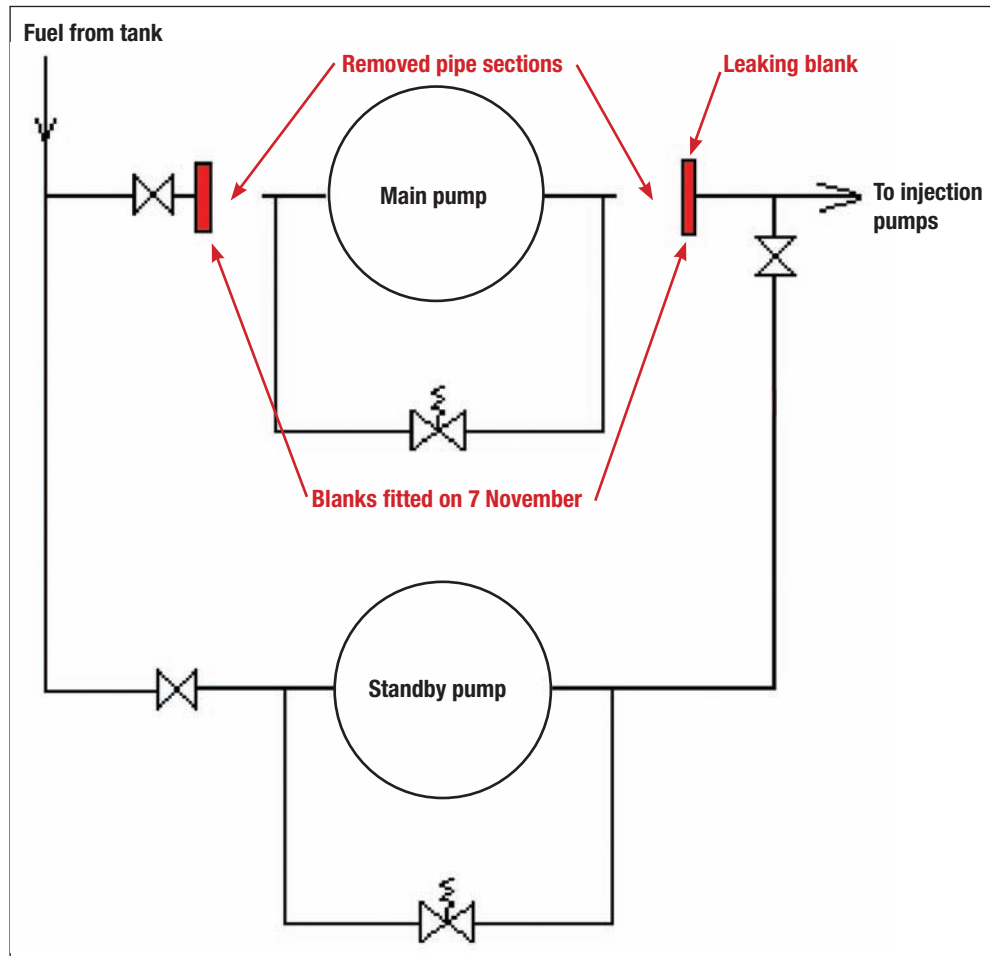 Fuel from tank
Removed pipe sections
Leaking blank
Main pump
To injection
pumps
Blanks fitted on 7 November
Standby pump